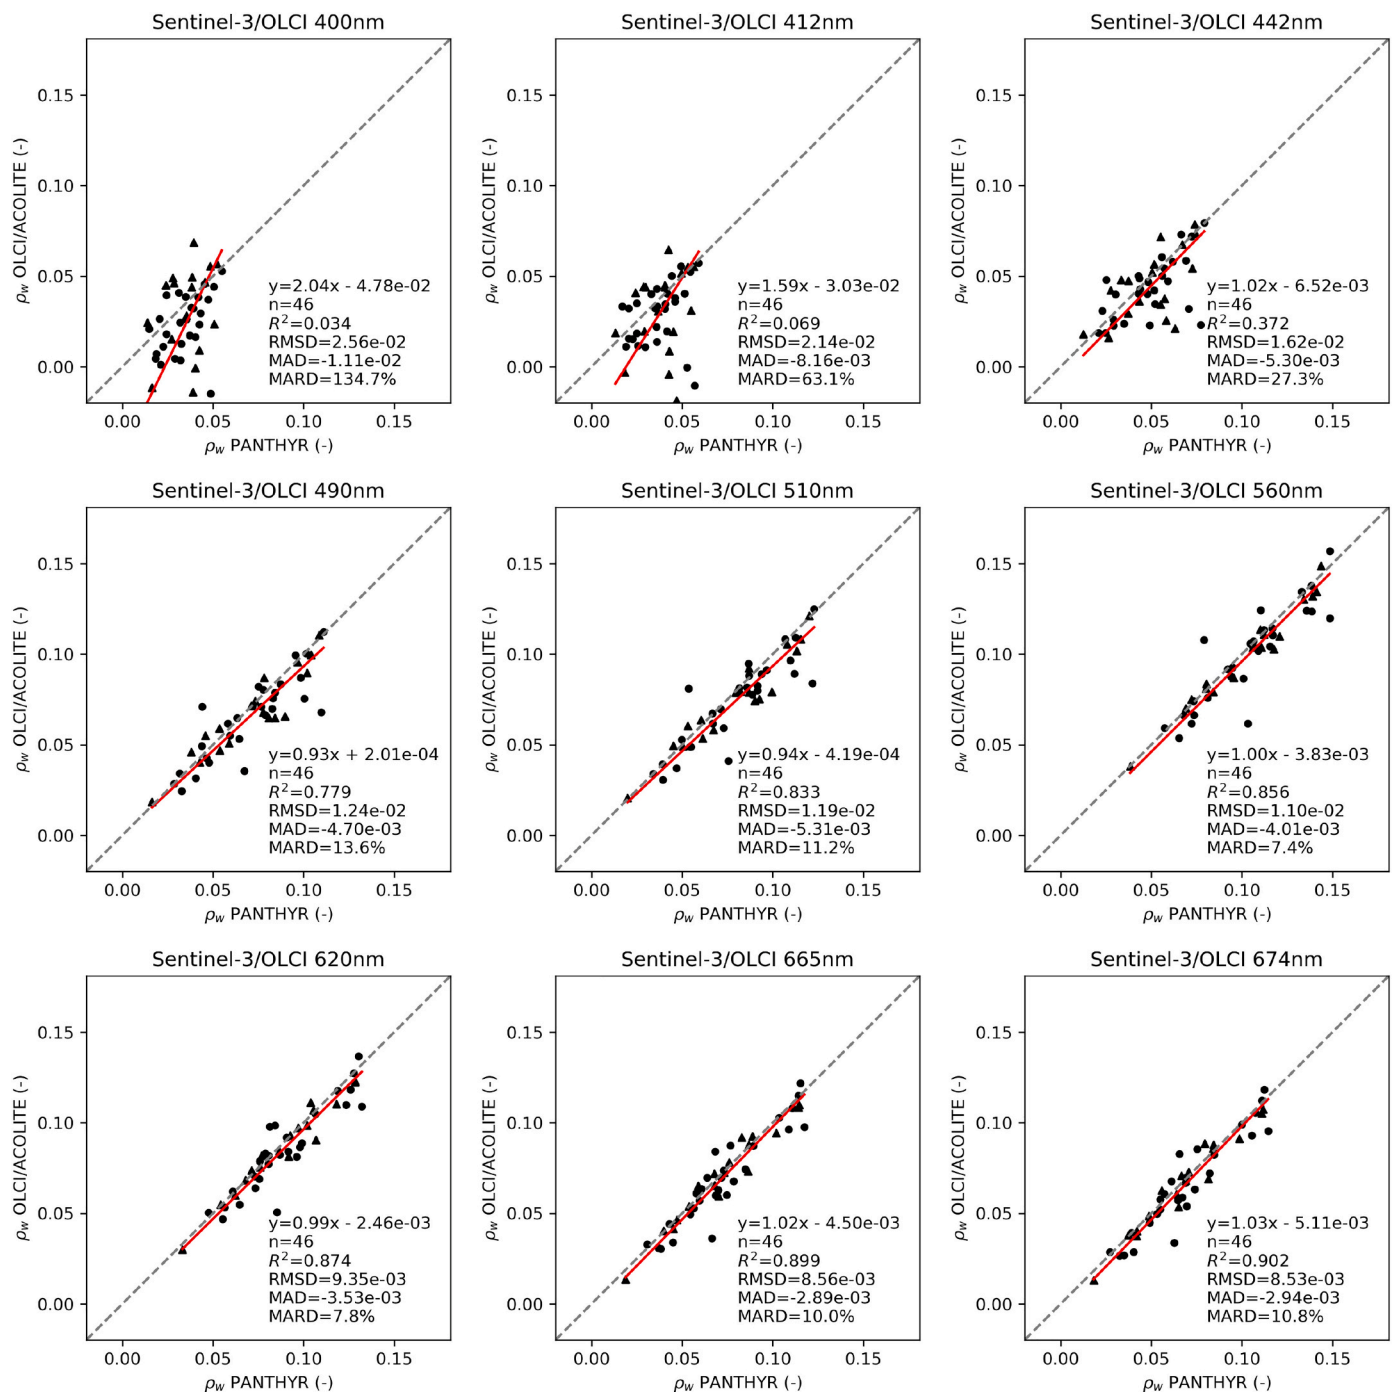 Sentinel-3/OLCI 400nm
0.15
0.10
0.05
0.00
ρw OLCI/ACOLITE (-)
y=2.04x - 4.78e-02
n=46
R²=0.034
RMSD=2.56e-02
MAD=-1.11e-02
MARD=134.7%
0.00 0.05 0.10 0.15
ρw PANTHYR (-)
Sentinel-3/OLCI 412nm
0.15
0.10
0.05
0.00
ρw OLCI/ACOLITE (-)
y=1.59x - 3.03e-02
n=46
R²=0.069
RMSD=2.14e-02
MAD=-8.16e-03
MARD=63.1%
0.00 0.05 0.10 0.15
ρw PANTHYR (-)
Sentinel-3/OLCI 442nm
0.15
0.10
0.05
0.00
ρw OLCI/ACOLITE (-)
y=1.02x - 6.52e-03
n=46
R²=0.372
RMSD=1.62e-02
MAD=-5.30e-03
MARD=27.3%
0.00 0.05 0.10 0.15
ρw PANTHYR (-)
Sentinel-3/OLCI 490nm
0.15
0.10
0.05
0.00
ρw OLCI/ACOLITE (-)
y=0.93x + 2.01e-04
n=46
R²=0.779
RMSD=1.24e-02
MAD=-4.70e-03
MARD=13.6%
0.00 0.05 0.10 0.15
ρw PANTHYR (-)
Sentinel-3/OLCI 510nm
0.15
0.10
0.05
0.00
ρw OLCI/ACOLITE (-)
y=0.94x - 4.19e-04
n=46
R²=0.833
RMSD=1.19e-02
MAD=-5.31e-03
MARD=11.2%
0.00 0.05 0.10 0.15
ρw PANTHYR (-)
Sentinel-3/OLCI 560nm
0.15
0.10
0.05
0.00
ρw OLCI/ACOLITE (-)
y=1.00x - 3.83e-03
n=46
R²=0.856
RMSD=1.10e-02
MAD=-4.01e-03
MARD=7.4%
0.00 0.05 0.10 0.15
ρw PANTHYR (-)
Sentinel-3/OLCI 620nm
0.15
0.10
0.05
0.00
ρw OLCI/ACOLITE (-)
y=0.99x - 2.46e-03
n=46
R²=0.874
RMSD=9.35e-03
MAD=-3.53e-03
MARD=7.8%
0.00 0.05 0.10 0.15
ρw PANTHYR (-)
Sentinel-3/OLCI 665nm
0.15
0.10
0.05
0.00
ρw OLCI/ACOLITE (-)
y=1.02x - 4.50e-03
n=46
R²=0.899
RMSD=8.56e-03
MAD=-2.89e-03
MARD=10.0%
0.00 0.05 0.10 0.15
ρw PANTHYR (-)
Sentinel-3/OLCI 674nm
0.15
0.10
0.05
0.00
ρw OLCI/ACOLITE (-)
y=1.03x - 5.11e-03
n=46
R²=0.902
RMSD=8.53e-03
MAD=-2.94e-03
MARD=10.8%
0.00 0.05 0.10 0.15
ρw PANTHYR (-)